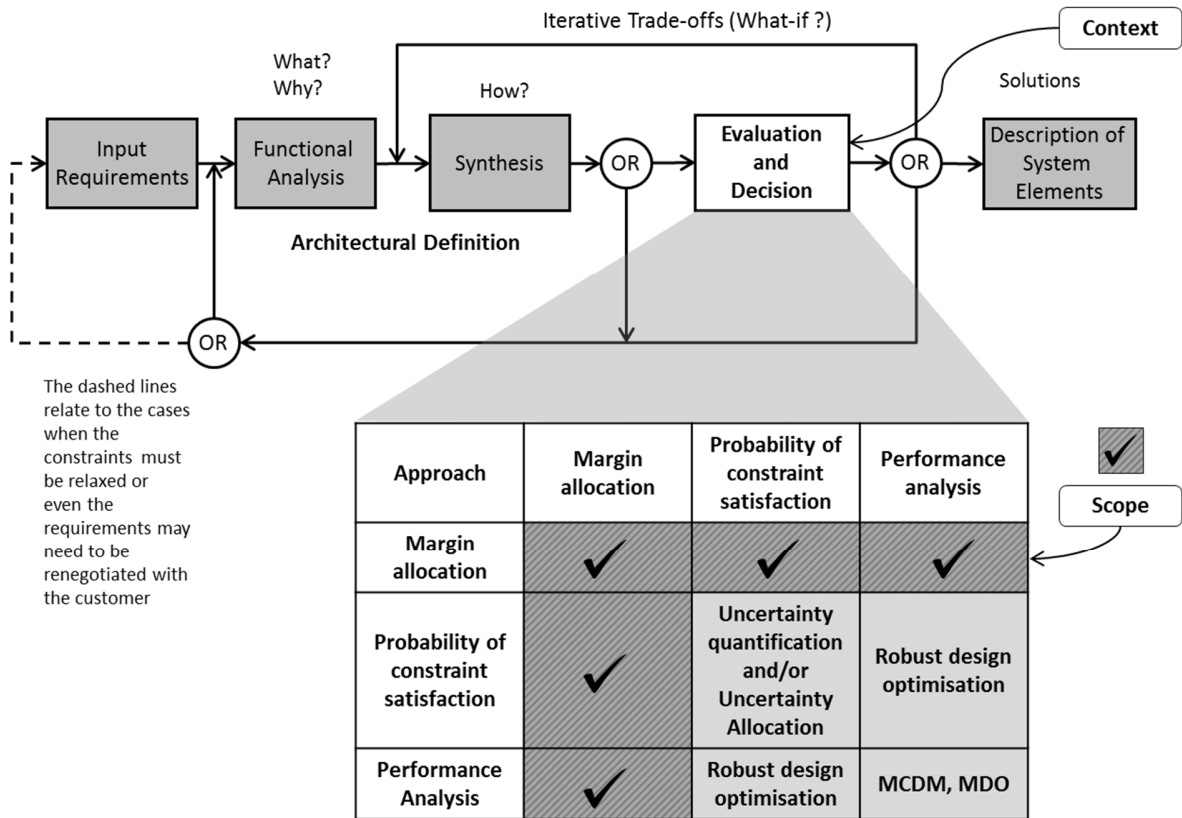 Iterative Trade-offs (What-if ?)
Context
What?
Why?
How?
Solutions
Input
Requirements
Functional
Analysis
Synthesis
OR
Evaluation
and
Decision
OR
Description of
System
Elements
Architectural Definition
OR
The dashed lines
relate to the cases
when the
constraints must
be relaxed or
even the
requirements may
need to be
renegotiated with
the customer
Approach
Margin
allocation
Probability of
constraint
satisfaction
Performance
analysis
Scope
Margin
allocation
Probability of
constraint
satisfaction
Uncertainty
quantification
and/or
Uncertainty
Allocation
Robust design
optimisation
Performance
Analysis
Robust design
optimisation
MCDM, MDO